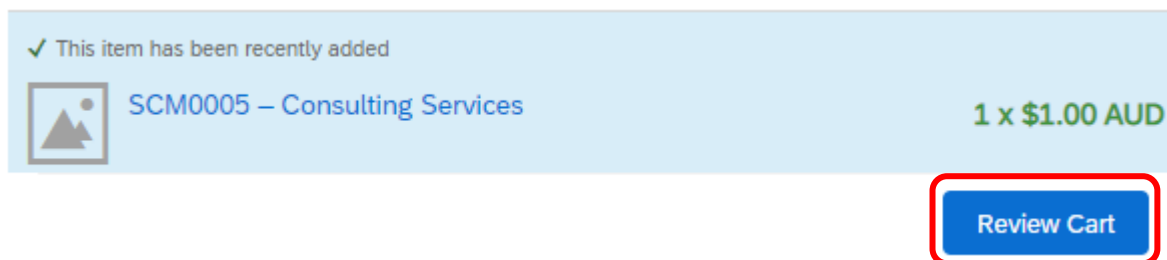 This item has been recently added
SCM0005 – Consulting Services
1 x $1.00 AUD
Review Cart